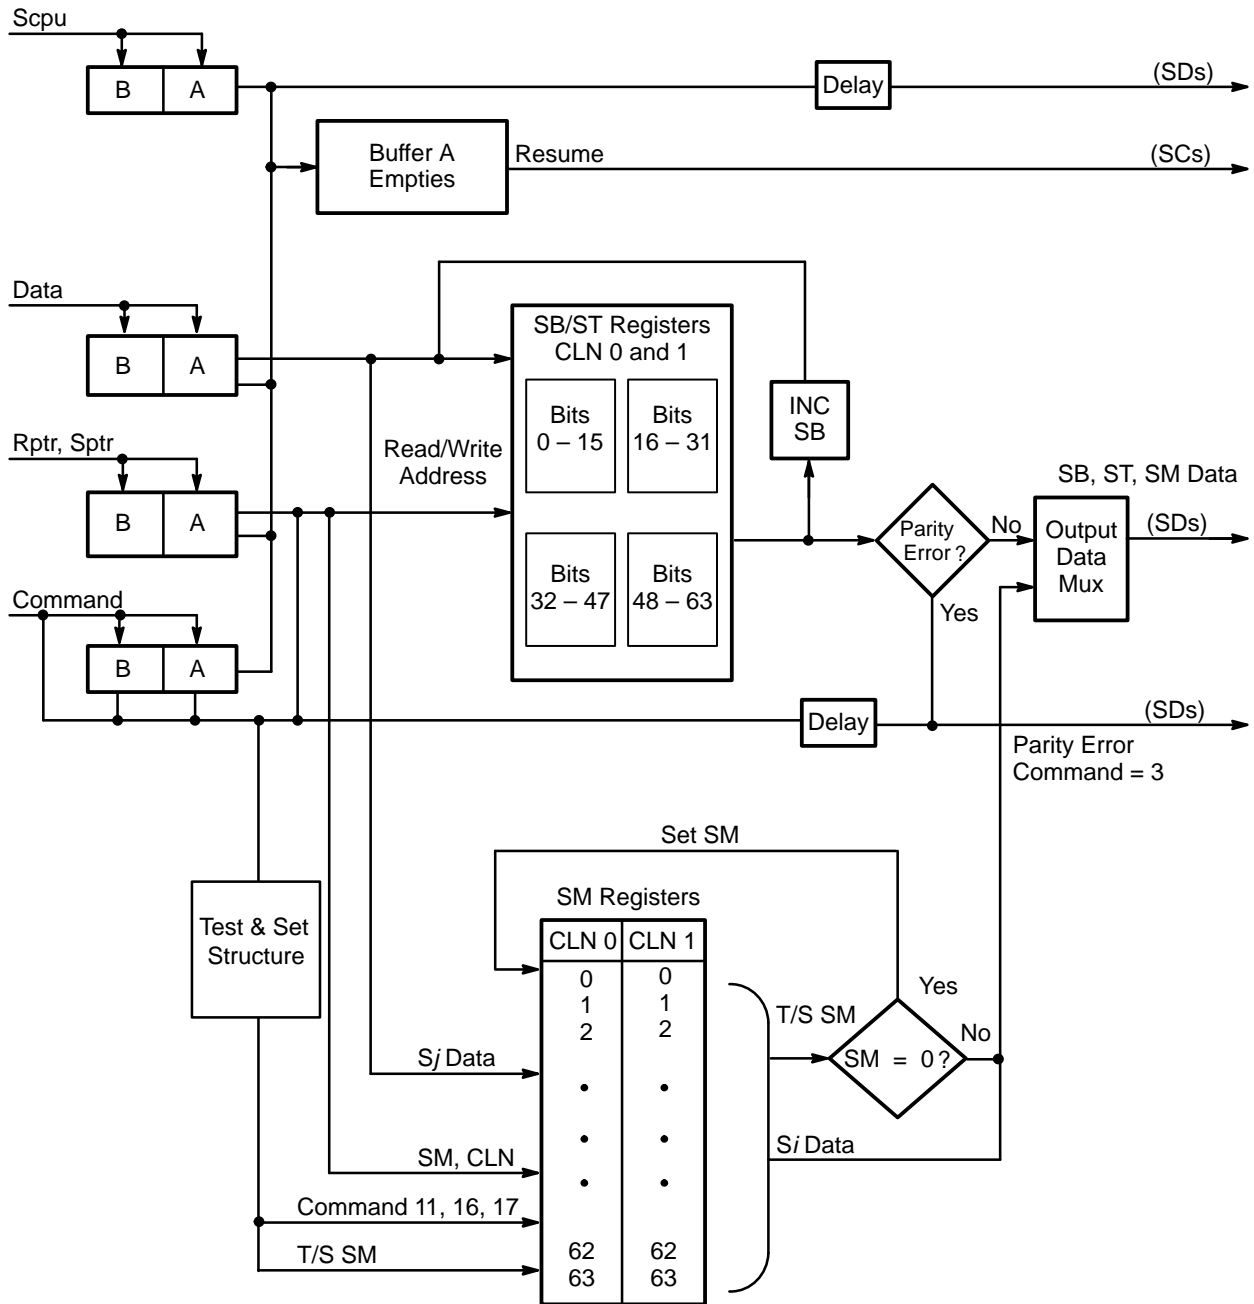 Scpu
B A
Delay
(SDs)
Buffer A
Empties
Resume
(SCs)
Data
B A
SB/ST Registers
CLN 0 and 1
Bits
0 – 15
Bits
16 – 31
Bits
32 – 47
Bits
48 – 63
INC
SB
Rptr, Sptr
B A
Read/Write
Address
Parity
Error ?
No
Yes
SB, ST, SM Data
Output
Data
Mux
(SDs)
Command
B A
Delay
(SDs)
Parity Error
Command = 3
Set SM
Test & Set
Structure
SM Registers
CLN 0 CLN 1
0 0
1 1
2 2
62 62
63 63
Sj Data
SM, CLN
Command 11, 16, 17
T/S SM
T/S SM
SM = 0 ?
Yes
No
Si Data